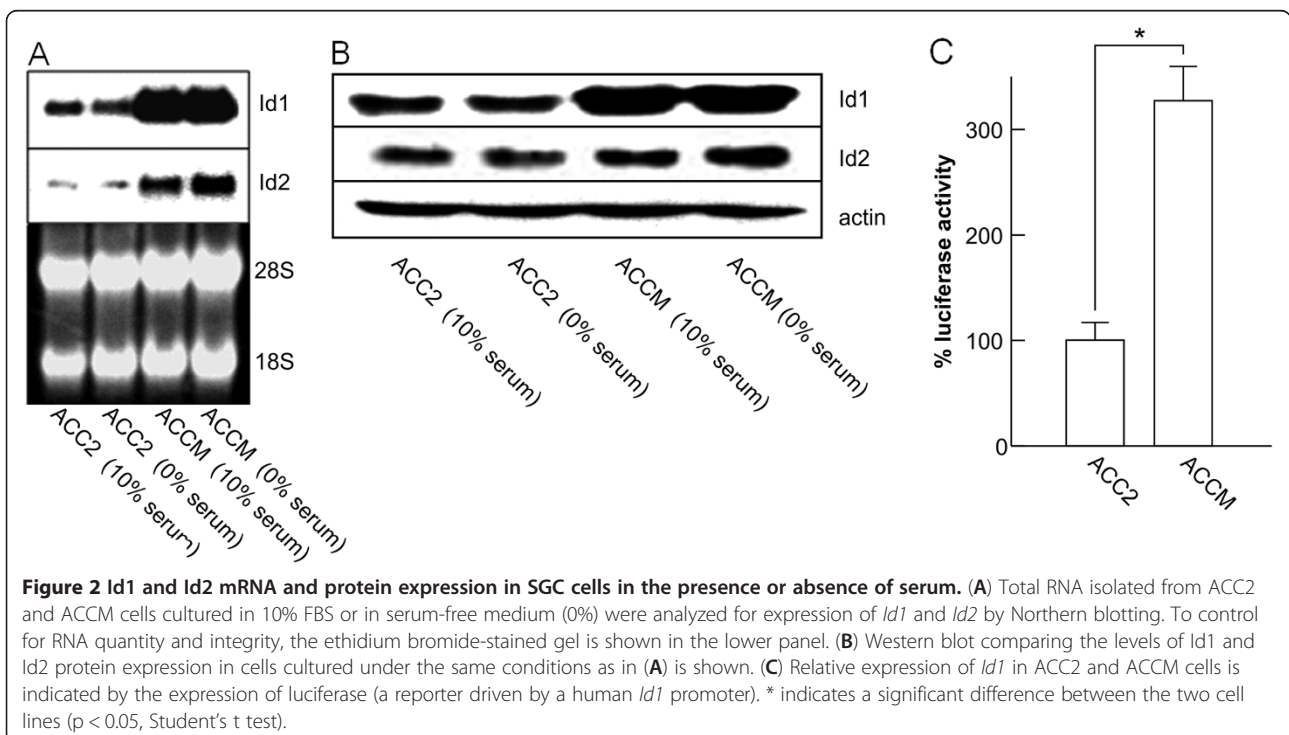 A
Id1
Id2
28S
18S
ACC2 (10% serum)
ACC2 (0% serum)
ACCM (10% serum)
ACCM (0% serum)
B
Id1
Id2
actin
ACC2 (10% serum)
ACC2 (0% serum)
ACCM (10% serum)
ACCM (0% serum)
C
*
% luciferase activity
300
200
100
0
ACC2
ACCM
Figure 2 Id1 and Id2 mRNA and protein expression in SGC cells in the presence or absence of serum. (A) Total RNA isolated from ACC2
and ACCM cells cultured in 10% FBS or in serum-free medium (0%) were analyzed for expression of Id1 and Id2 by Northern blotting. To control
for RNA quantity and integrity, the ethidium bromide-stained gel is shown in the lower panel. (B) Western blot comparing the levels of Id1 and
Id2 protein expression in cells cultured under the same conditions as in (A) is shown. (C) Relative expression of Id1 in ACC2 and ACCM cells is
indicated by the expression of luciferase (a reporter driven by a human Id1 promoter). * indicates a significant difference between the two cell
lines (p < 0.05, Student's t test).